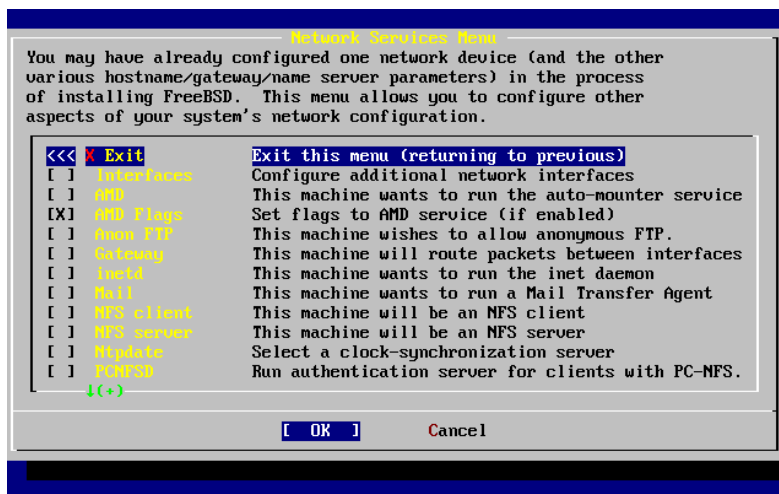 Network Services Menu
You may have already configured one network device (and the other
various hostname/gateway/name server parameters) in the process
of installing FreeBSD.  This menu allows you to configure other
aspects of your system's network configuration.
<<< X Exit Exit this menu (returning to previous)
[ ] Interfaces Configure additional network interfaces
[ ] AMD This machine wants to run the auto-mounter service
[X] AMD Flags Set flags to AMD service (if enabled)
[ ] Anon FTP This machine wishes to allow anonymous FTP.
[ ] Gateway This machine will route packets between interfaces
[ ] inetd This machine wants to run the inet daemon
[ ] Mail This machine wants to run a Mail Transfer Agent
[ ] NFS client This machine will be an NFS client
[ ] NFS server This machine will be an NFS server
[ ] Ntpdate Select a clock-synchronization server
[ ] PCNFSD Run authentication server for clients with PC-NFS.
↓(+)
[ OK ] Cancel